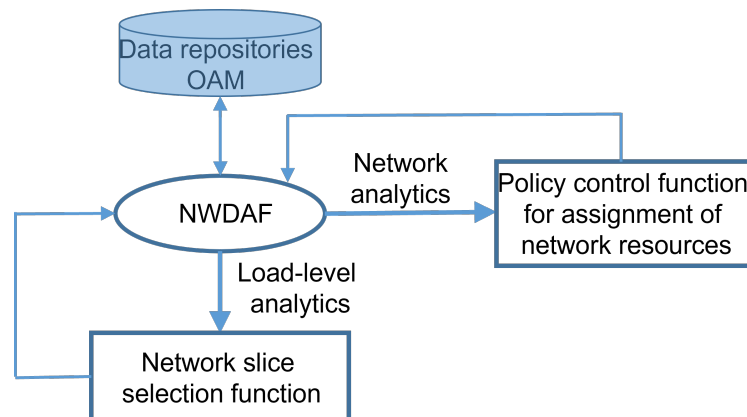 Data repositories
OAM
Network
analytics
Policy control function
for assignment of
network resources
NWDAF
Load-level
analytics
Network slice
selection function